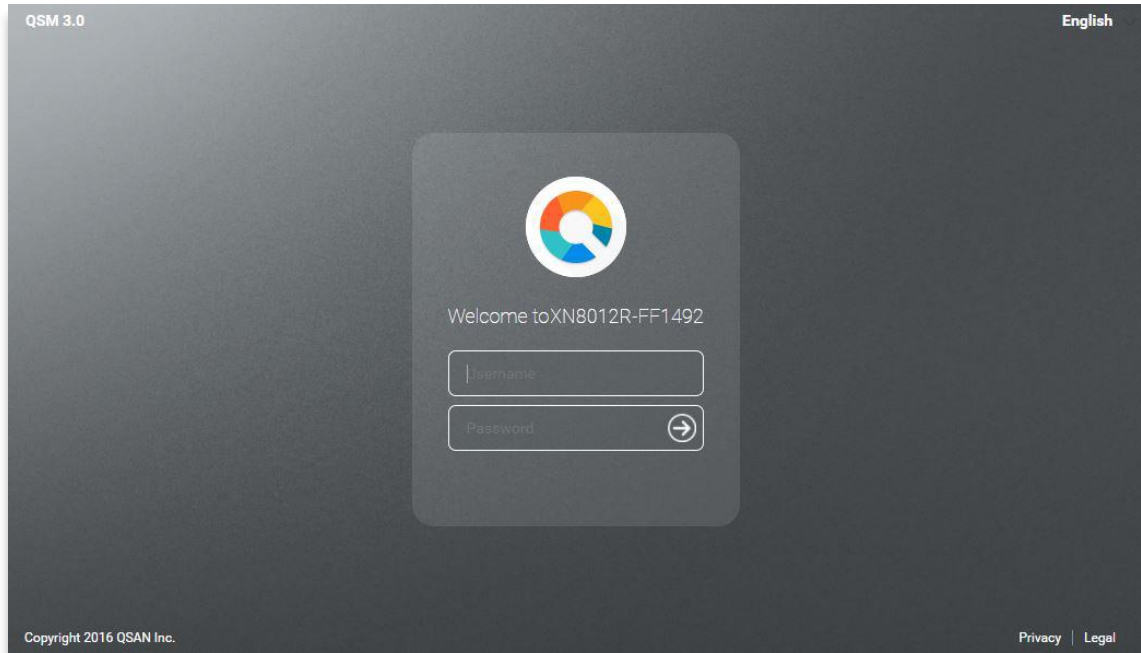 QSM 3.0
English
Welcome toXN8012R-FF1492
Username
Password
Copyright 2016 QSAN Inc.
Privacy | Legal